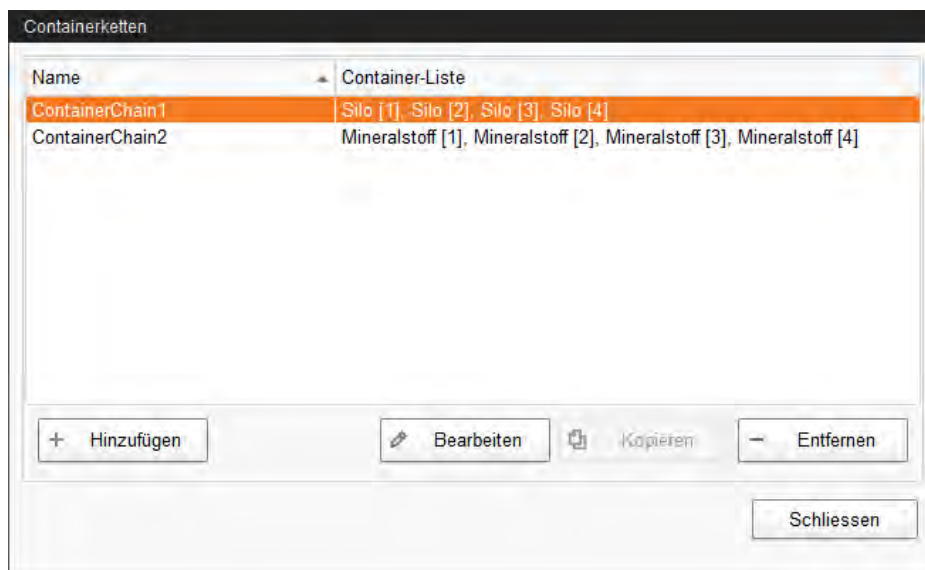 Containerketten
Name Container-Liste
ContainerChain1 Silo [1], Silo [2], Silo [3], Silo [4]
ContainerChain2 Mineralstoff [1], Mineralstoff [2], Mineralstoff [3], Mineralstoff [4]
Hinzufügen Bearbeiten Kopieren Entfernen
Schliessen